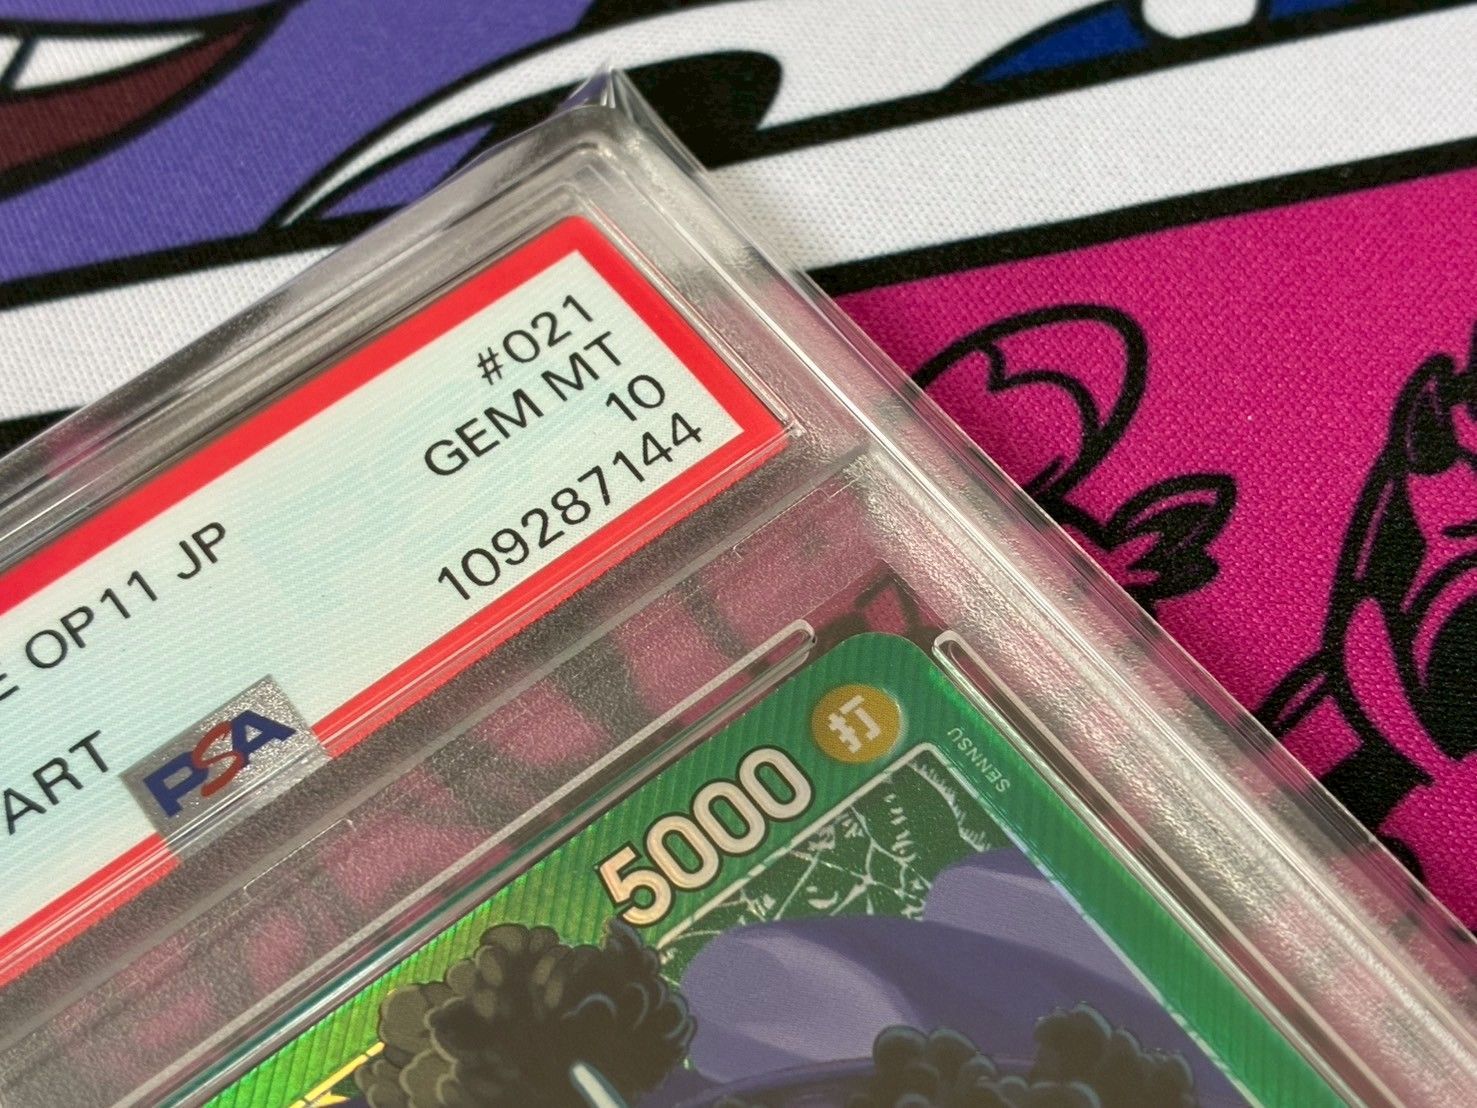 #021
GEM MT
10
109287144
OP11 JP
ART
PSA
5000
打
SENNSU